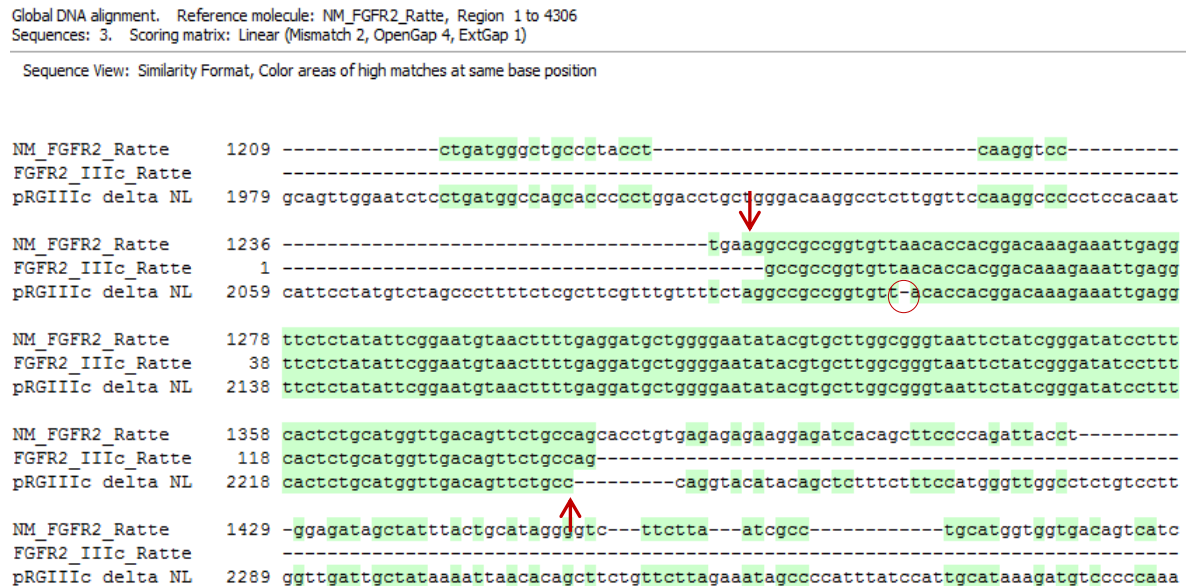 Global DNA alignment. Reference molecule: NM_FGFR2_Ratte, Region 1 to 4306
Sequences: 3. Scoring matrix: Linear (Mismatch 2, OpenGap 4, ExtGap 1)
Sequence View: Similarity Format, Color areas of high matches at same base position
NM_FGFR2_Ratte 1209 --------------ctgatgggctgccctacct-----------------------------caaggtcc----------
FGFR2_IIIc_Ratte --------------------------------------------------------------------------------
pRGIIIc delta NL 1979 gcagttggaatctcctgatggccagcacccccctggacctgctgggacaaggcctcttggttccaaggccccctccacaat
NM_FGFR2_Ratte 1236 --------------------------------------tgaaggccgccggtgttaacaccacggacaaagaaattgagg
FGFR2_IIIc_Ratte 1 -------------------------------------------gccgccggtgttaacaccacggacaaagaaattgagg
pRGIIIc delta NL 2059 cattcctatgtctagcccttttctcgcttcgtttgttttctaggccgccggtgtt-acaccacggacaaagaaattgagg
NM_FGFR2_Ratte 1278 ttctctatattcggaatgtaacttttgaggatgctggggaatatacgtgcttggcgggtaattctatcgggatatccttt
FGFR2_IIIc_Ratte 38 ttctctatattcggaatgtaacttttgaggatgctggggaatatacgtgcttggcgggtaattctatcgggatatccttt
pRGIIIc delta NL 2138 ttctctatattcggaatgtaacttttgaggatgctggggaatatacgtgcttggcgggtaattctatcgggatatccttt
NM_FGFR2_Ratte 1358 cactctgcatggttgacagttctgccagcacctgtgagagagaaggagatcacagcttccccagattacct---------
FGFR2_IIIc_Ratte 118 cactctgcatggttgacagttctgccag----------------------------------------------------
pRGIIIc delta NL 2218 cactctgcatggttgacagttctgcc---------caggtacatacagctctttctttccatgggttggcctctgtcctt
NM_FGFR2_Ratte 1429 -ggagatagctatttactgcataggggtc---ttctta---atcgcc------------tgcatggtggtgacagtcatc
FGFR2_IIIc_Ratte --------------------------------------------------------------------------------
pRGIIIc delta NL 2289 ggttgattgctataaaattaacacagcttctgttcttagaaatagccccatttatccattgcataaagatgtcccccaaa